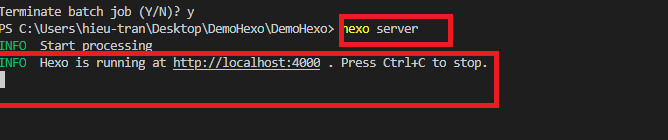 Terminate batch job (Y/N)? y
PS C:\Users\hieu-tran\Desktop\DemoHexo\DemoHexo> hexo server
INFO  Start processing
INFO  Hexo is running at http://localhost:4000 . Press Ctrl+C to stop.